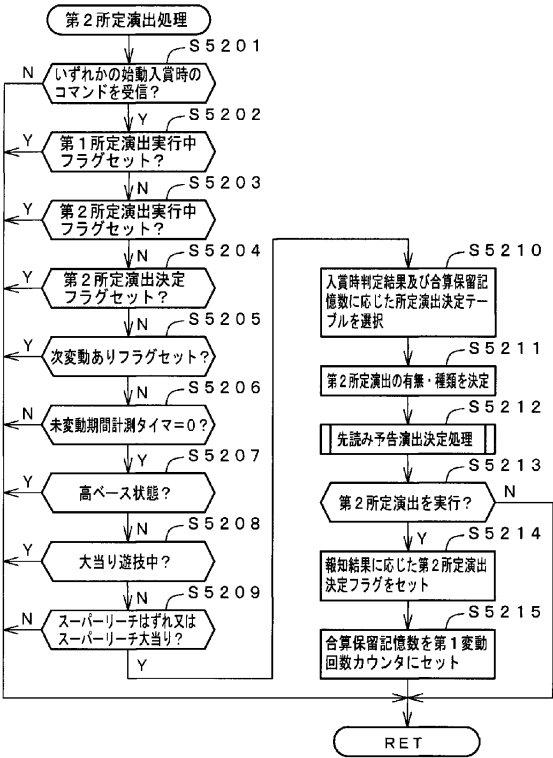 第2所定演出処理
S5201
いずれかの始動入賞時の
コマンドを受信?
N
Y
S5202
第1所定演出実行中
フラグセット?
Y
N
S5203
第2所定演出実行中
フラグセット?
Y
N
S5204
第2所定演出決定
フラグセット?
Y
N
S5205
次変動ありフラグセット?
Y
N
S5206
未変動期間計測タイマ=0?
N
Y
S5207
高ベース状態?
Y
N
S5208
大当り遊技中?
Y
N
S5209
スーパーリーチはずれ又は
スーパーリーチ大当り?
N
Y
S5210
入賞時判定結果及び合算保留記
憶数に応じた所定演出決定テー
ブルを選択
S5211
第2所定演出の有無・種類を決定
S5212
先読み予告演出決定処理
S5213
第2所定演出を実行?
N
Y
S5214
報知結果に応じた第2所定演出
決定フラグをセット
S5215
合算保留記憶数を第1変動
回数カウンタにセット
RET